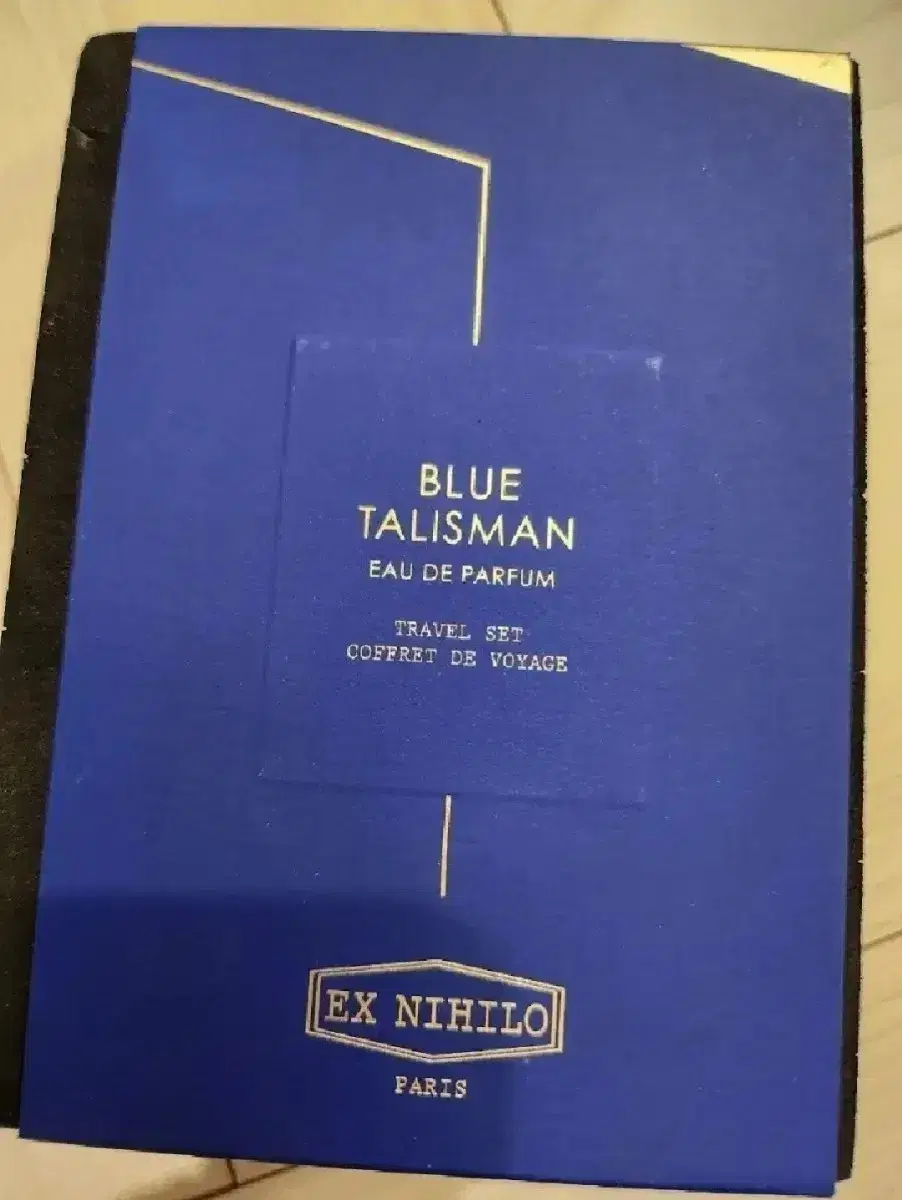 BLUE
TALISMAN
EAU DE PARFUM
TRAVEL SET
COFFRET DE VOYAGE
EX NIHILO
PARIS